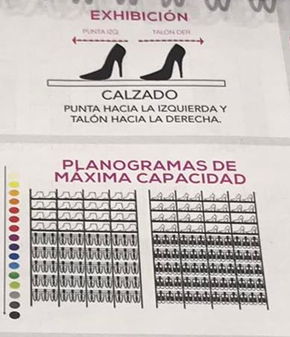 EXHIBICIÓN
PUNTA IZQ. TALÓN DER.
CALZADO
PUNTA HACIA LA IZQUIERDA Y
TALÓN HACIA LA DERECHA.
PLANOGRAMAS DE
MÁXIMA CAPACIDAD